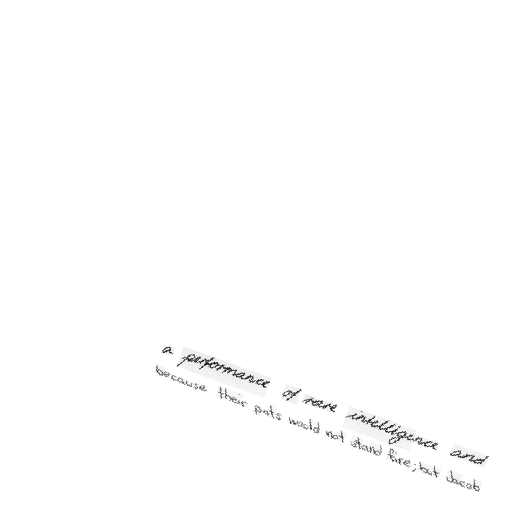 a performance of rare intelligence and
because their pots would not stand fire; but Jacob